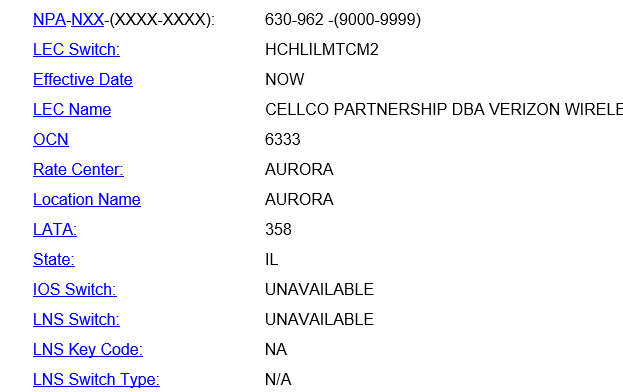 NPA-NXX-(XXXX-XXXX): 630-962 -(9000-9999)
LEC Switch: HCHLILMTCM2
Effective Date NOW
LEC Name CELLCO PARTNERSHIP DBA VERIZON WIRELE
OCN 6333
Rate Center: AURORA
Location Name AURORA
LATA: 358
State: IL
IOS Switch: UNAVAILABLE
LNS Switch: UNAVAILABLE
LNS Key Code: NA
LNS Switch Type: N/A